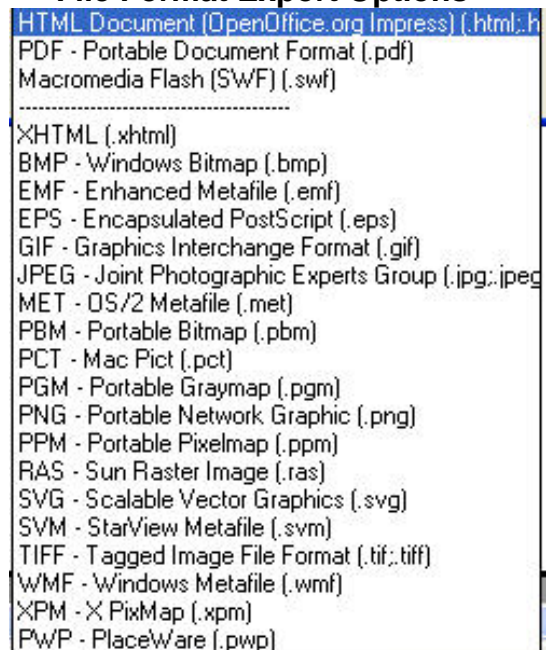 File Format Export Options
HTML Document (OpenOffice.org Impress) (.html;.h
PDF - Portable Document Format (.pdf)
Macromedia Flash (SWF) (.swf)
--------------------------------------
XHTML (.xhtml)
BMP - Windows Bitmap (.bmp)
EMF - Enhanced Metafile (.emf)
EPS - Encapsulated PostScript (.eps)
GIF - Graphics Interchange Format (.gif)
JPEG - Joint Photographic Experts Group (.jpg;.jpeg
MET - OS/2 Metafile (.met)
PBM - Portable Bitmap (.pbm)
PCT - Mac Pict (.pct)
PGM - Portable Graymap (.pgm)
PNG - Portable Network Graphic (.png)
PPM - Portable Pixelmap (.ppm)
RAS - Sun Raster Image (.ras)
SVG - Scalable Vector Graphics (.svg)
SVM - StarView Metafile (.svm)
TIFF - Tagged Image File Format (.tif;.tiff)
WMF - Windows Metafile (.wmf)
XPM - X PixMap (.xpm)
PWP - PlaceWare (.pwp)